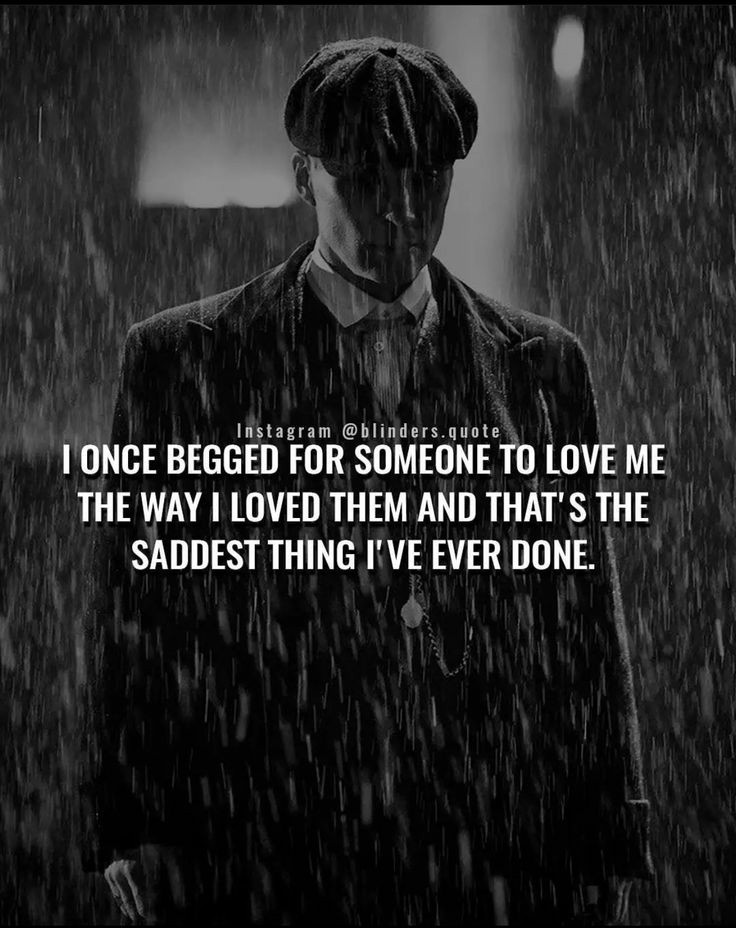 Instagram @blinders.quote
I ONCE BEGGED FOR SOMEONE TO LOVE ME
THE WAY I LOVED THEM AND THAT'S THE
SADDEST THING I'VE EVER DONE.